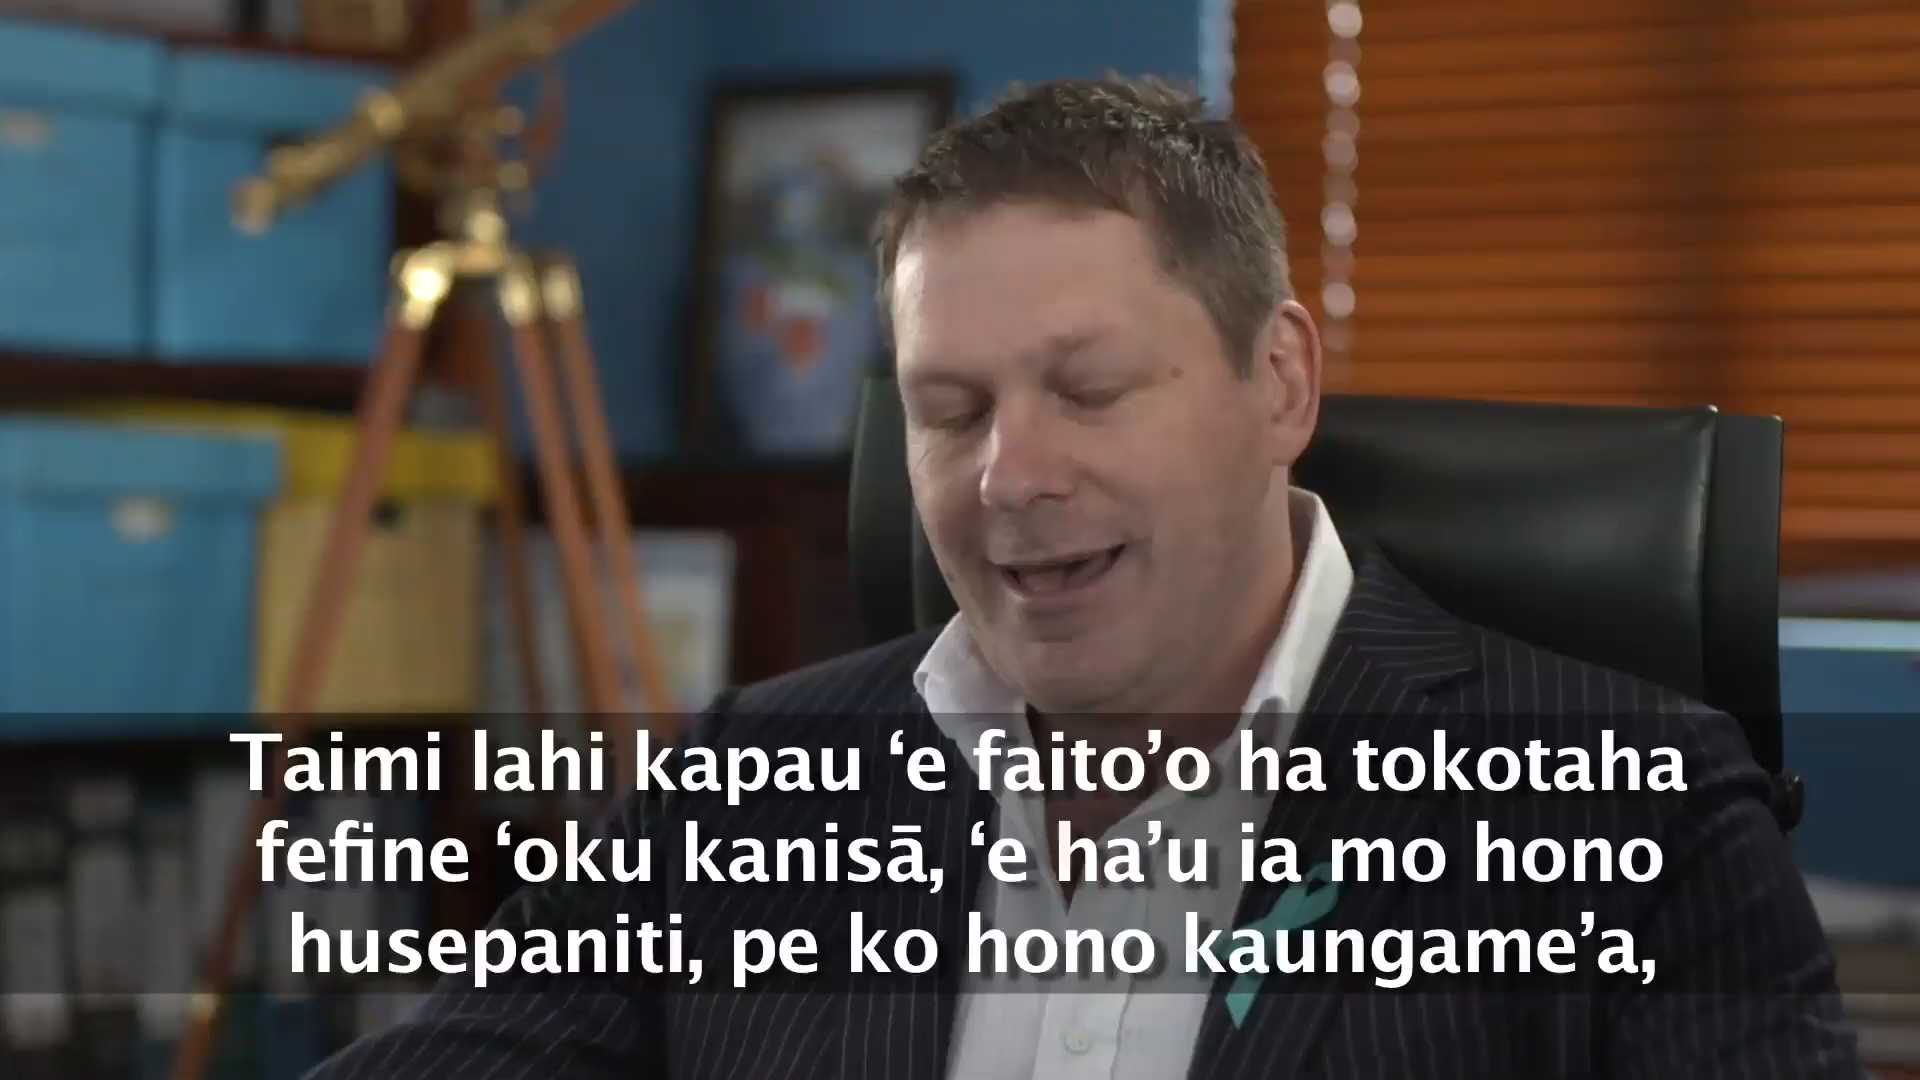 Taimi lahi kapau ‘e faito’o ha tokotaha
fefine ‘oku kanisā, ‘e ha’u ia mo hono
husepaniti, pe ko hono kaungame’a,